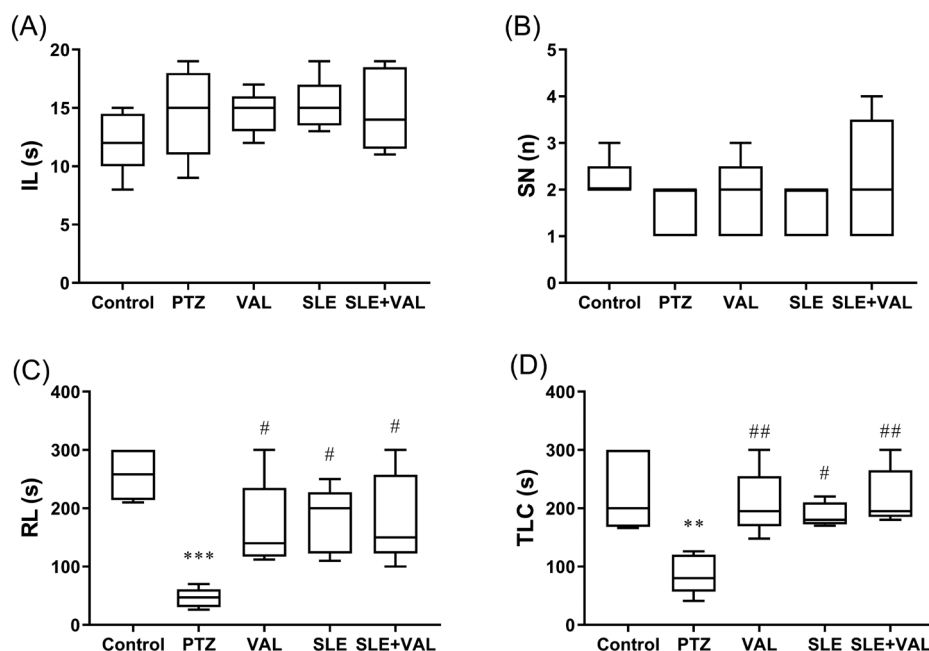 (A)
20
15
10
5
0
IL (s)
Control PTZ VAL SLE SLE+VAL
(B)
5
4
3
2
1
0
SN (n)
Control PTZ VAL SLE SLE+VAL
(C)
400
300
200
100
0
RL (s)
***
#
#
#
Control PTZ VAL SLE SLE+VAL
(D)
400
300
200
100
0
TLC (s)
**
##
#
##
Control PTZ VAL SLE SLE+VAL